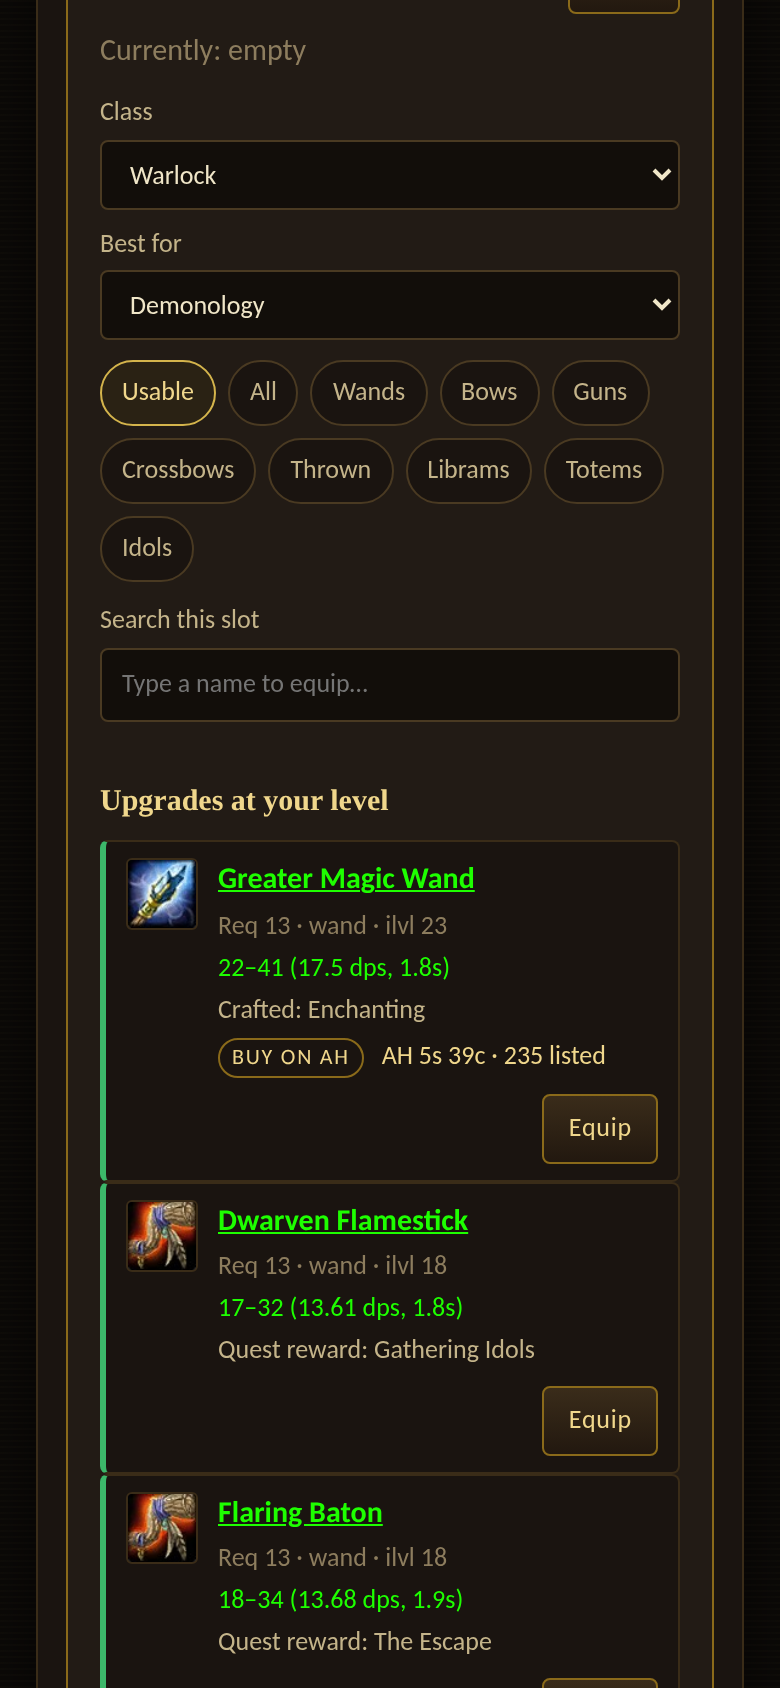 Currently: empty
Class
Warlock
Best for
Demonology
Usable All Wands Bows Guns
Crossbows Thrown Librams Totems
Idols
Search this slot
Type a name to equip...
Upgrades at your level
Greater Magic Wand
Req 13 · wand · ilvl 23
22–41 (17.5 dps, 1.8s)
Crafted: Enchanting
BUY ON AH AH 5s 39c · 235 listed
Equip
Dwarven Flamestick
Req 13 · wand · ilvl 18
17–32 (13.61 dps, 1.8s)
Quest reward: Gathering Idols
Equip
Flaring Baton
Req 13 · wand · ilvl 18
18–34 (13.68 dps, 1.9s)
Quest reward: The Escape